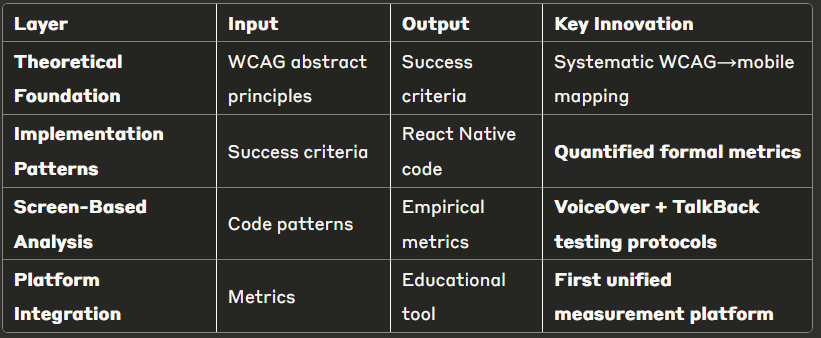 Layer Input Output Key Innovation
Theoretical Foundation WCAG abstract principles Success criteria Systematic WCAG→mobile mapping
Implementation Patterns Success criteria React Native code Quantified formal metrics
Screen-Based Analysis Code patterns Empirical metrics VoiceOver + TalkBack testing protocols
Platform Integration Metrics Educational tool First unified measurement platform